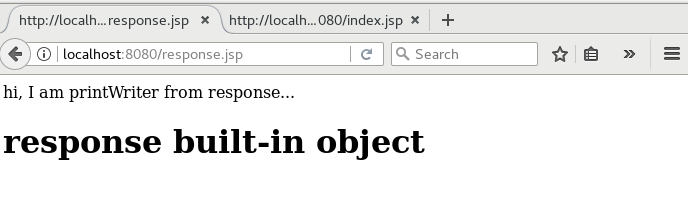 http://localh...response.jsp
http://localh...080/index.jsp
localhost:8080/response.jsp
Search
hi, I am printWriter from response...
response built-in object